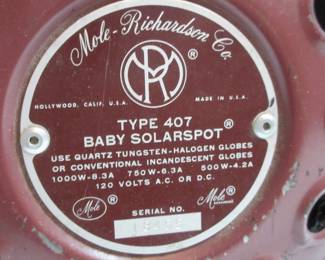 Mole-Richardson Co.
MR ®
HOLLYWOOD, CALIF. U.S.A. MADE IN U.S.A.
TYPE 407
BABY SOLARSPOT®
USE QUARTZ TUNGSTEN-HALOGEN GLOBES
OR CONVENTIONAL INCANDESCENT GLOBES
1000W-8.3A 750W-6.3A 500W-4.2A
120 VOLTS A.C. OR D.C.
Mole ® SERIAL NO. Mole®